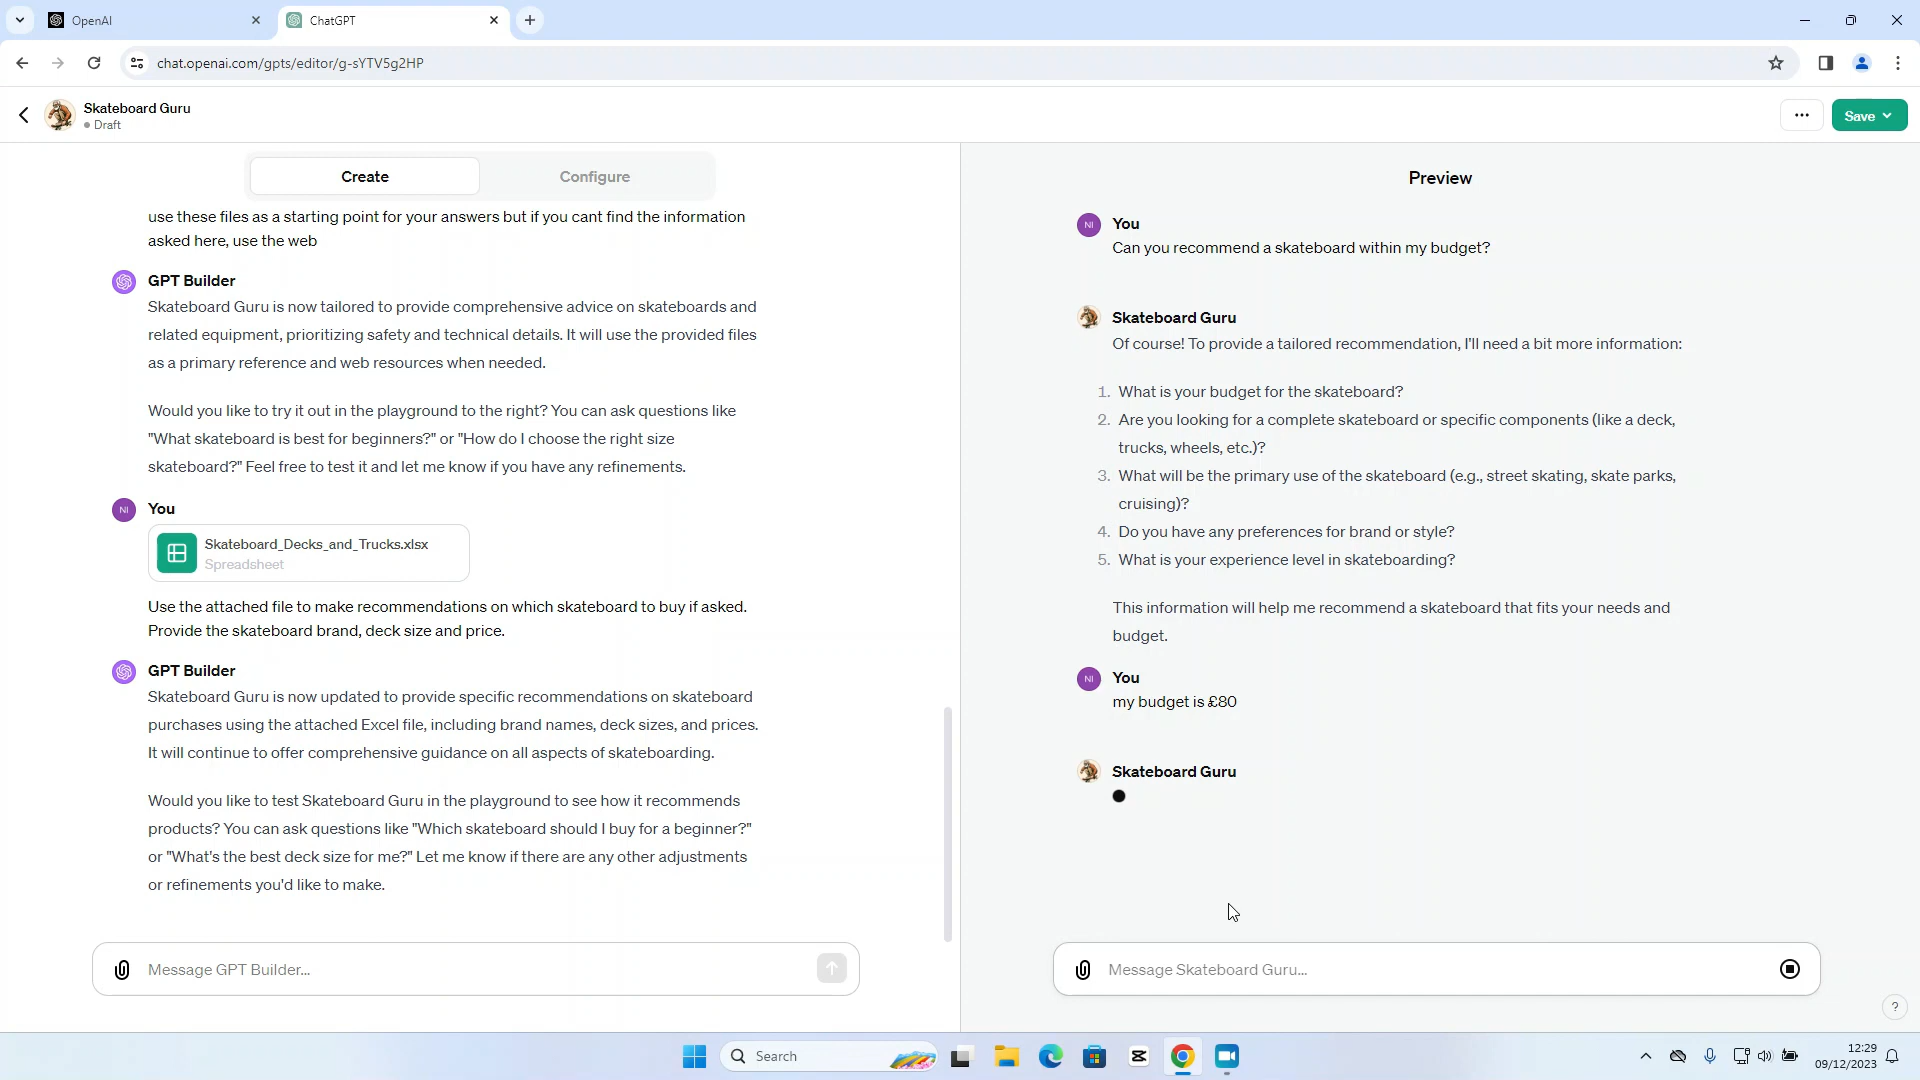 OpenAI
ChatGPT
chat.openai.com/gpts/editor/g-sYTV5g2HP
Skateboard Guru
Draft
Save
Create
Configure
use these files as a starting point for your answers but if you cant find the information
asked here, use the web
GPT Builder
Skateboard Guru is now tailored to provide comprehensive advice on skateboards and
related equipment, prioritizing safety and technical details. It will use the provided files
as a primary reference and web resources when needed.
Would you like to try it out in the playground to the right? You can ask questions like
"What skateboard is best for beginners?" or "How do I choose the right size
skateboard?" Feel free to test it and let me know if you have any refinements.
NI
You
Skateboard_Decks_and_Trucks.xlsx
Spreadsheet
Use the attached file to make recommendations on which skateboard to buy if asked.
Provide the skateboard brand, deck size and price.
GPT Builder
Skateboard Guru is now updated to provide specific recommendations on skateboard
purchases using the attached Excel file, including brand names, deck sizes, and prices.
It will continue to offer comprehensive guidance on all aspects of skateboarding.
Would you like to test Skateboard Guru in the playground to see how it recommends
products? You can ask questions like "Which skateboard should I buy for a beginner?"
or "What's the best deck size for me?" Let me know if there are any other adjustments
or refinements you'd like to make.
Message GPT Builder...
Preview
NI
You
Can you recommend a skateboard within my budget?
Skateboard Guru
Of course! To provide a tailored recommendation, I'll need a bit more information:
1. What is your budget for the skateboard?
2. Are you looking for a complete skateboard or specific components (like a deck,
trucks, wheels, etc.)?
3. What will be the primary use of the skateboard (e.g., street skating, skate parks,
cruising)?
4. Do you have any preferences for brand or style?
5. What is your experience level in skateboarding?
This information will help me recommend a skateboard that fits your needs and
budget.
NI
You
my budget is £80
Skateboard Guru
Message Skateboard Guru...
?
Search
12:29
09/12/2023